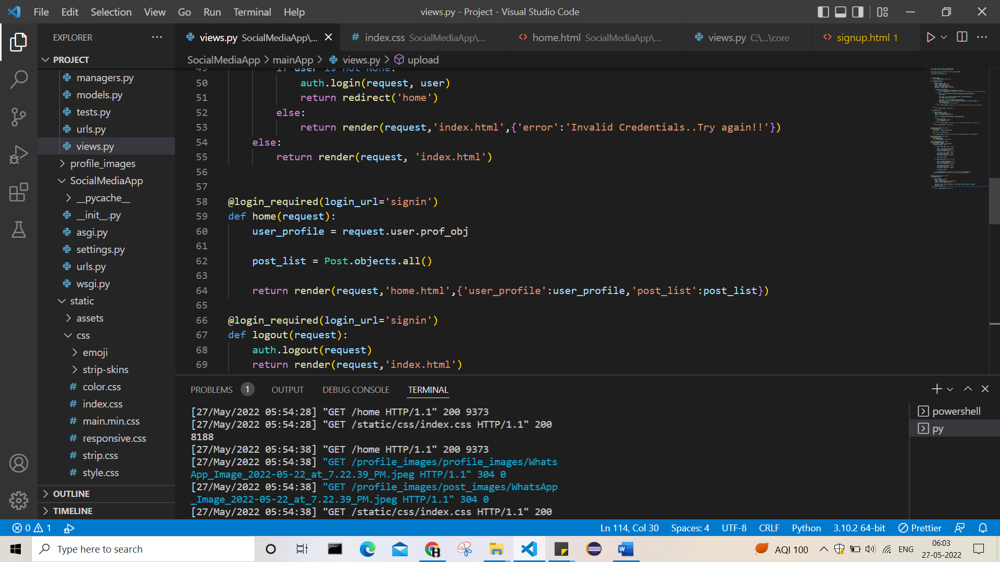 File Edit Selection View Go Run Terminal Help
views.py - Project - Visual Studio Code
EXPLORER
views.py SocialMediaApp\...
index.css SocialMediaApp\...
home.html SocialMediaApp\...
views.py C:\...\core
signup.html 1
PROJECT
managers.py
models.py
tests.py
urls.py
views.py
profile_images
SocialMediaApp
__pycache__
__init__.py
asgi.py
settings.py
urls.py
wsgi.py
static
assets
css
emoji
strip-skins
color.css
index.css
main.min.css
responsive.css
strip.css
style.css
OUTLINE
TIMELINE
SocialMediaApp > mainApp > views.py > upload
49 if user is not None:
50 auth.login(request, user)
51 return redirect('home')
52 else:
53 return render(request,'index.html',{'error':'Invalid Credentials..Try again!!'})
54 else:
55 return render(request, 'index.html')
56
57
58 @login_required(login_url='signin')
59 def home(request):
60 user_profile = request.user.prof_obj
61
62 post_list = Post.objects.all()
63
64 return render(request,'home.html',{'user_profile':user_profile,'post_list':post_list})
65
66 @login_required(login_url='signin')
67 def logout(request):
68 auth.logout(request)
69 return render(request,'index.html')
PROBLEMS 1 OUTPUT DEBUG CONSOLE TERMINAL
[27/May/2022 05:54:28] "GET /home HTTP/1.1" 200 9373
[27/May/2022 05:54:28] "GET /static/css/index.css HTTP/1.1" 200
8188
[27/May/2022 05:54:38] "GET /home HTTP/1.1" 200 9373
[27/May/2022 05:54:38] "GET /profile_images/profile_images/Whats
App_Image_2022-05-22_at_7.22.39_PM.jpeg HTTP/1.1" 304 0
[27/May/2022 05:54:38] "GET /profile_images/post_images/WhatsApp
_Image_2022-05-22_at_7.22.39_PM.jpeg HTTP/1.1" 304 0
[27/May/2022 05:54:38] "GET /static/css/index.css HTTP/1.1" 200
powershell
py
0 1
Ln 114, Col 30 Spaces: 4 UTF-8 CRLF Python 3.10.2 64-bit Prettier
Type here to search
AQI 100
ENG
06:03
27-05-2022